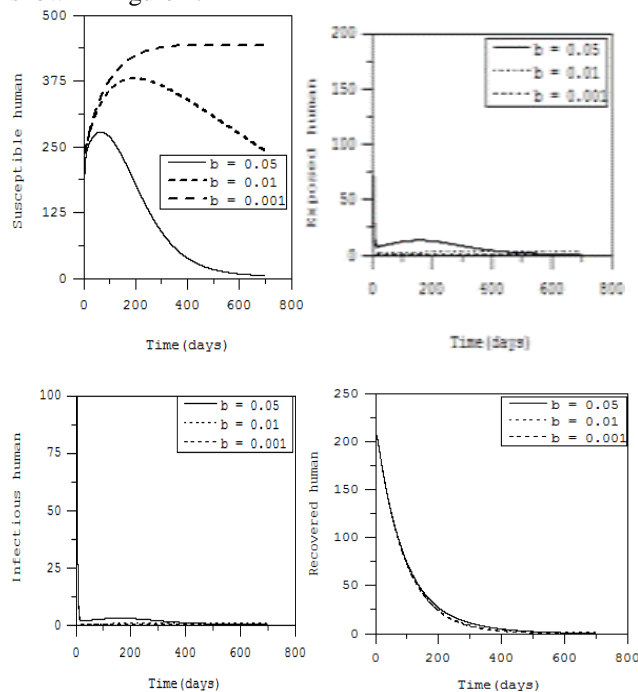 500
375
250
125
0
Susceptible human
b = 0.05
b = 0.01
b = 0.001
0 200 400 600 800
Time(days)
200
150
100
50
0
Exposed human
b = 0.05
b = 0.01
b = 0.001
0 200 400 600 800
Time(days)
100
75
50
25
0
Infectious human
b = 0.05
b = 0.01
b = 0.001
0 200 400 600 800
Time(days)
250
200
150
100
50
0
Recovered human
b = 0.05
b = 0.01
b = 0.001
0 200 400 600 800
Time(days)